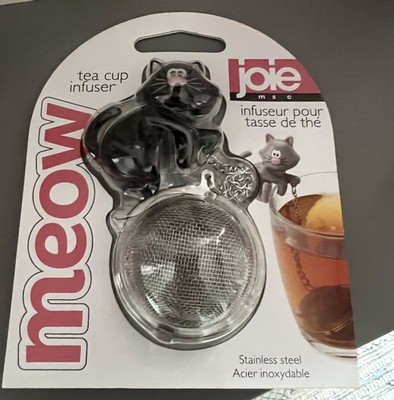 tea cup
infuser
joie
msc
infuseur pour
tasse de thé
meow
Stainless steel
Acier inoxydable